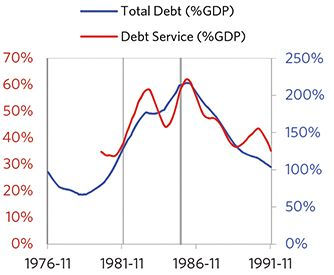 Total Debt (%GDP)
Debt Service (%GDP)
70% 250%
60%
50% 200%
40% 150%
30% 100%
20%
10% 50%
0% 0%
1976-11 1981-11 1986-11 1991-11